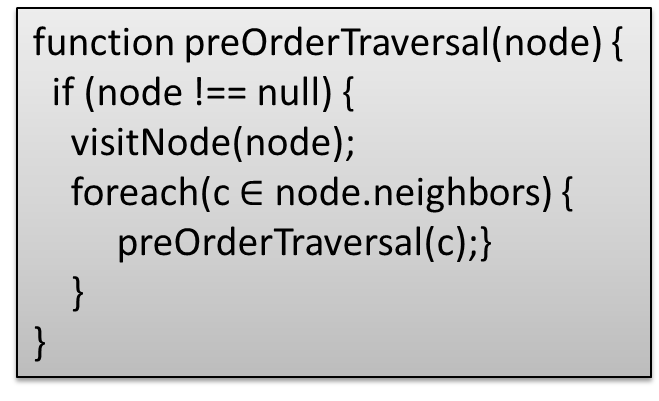 function preOrderTraversal(node) {
if (node !== null) {
visitNode(node);
foreach(c ∈ node.neighbors) {
preOrderTraversal(c);}
}
}